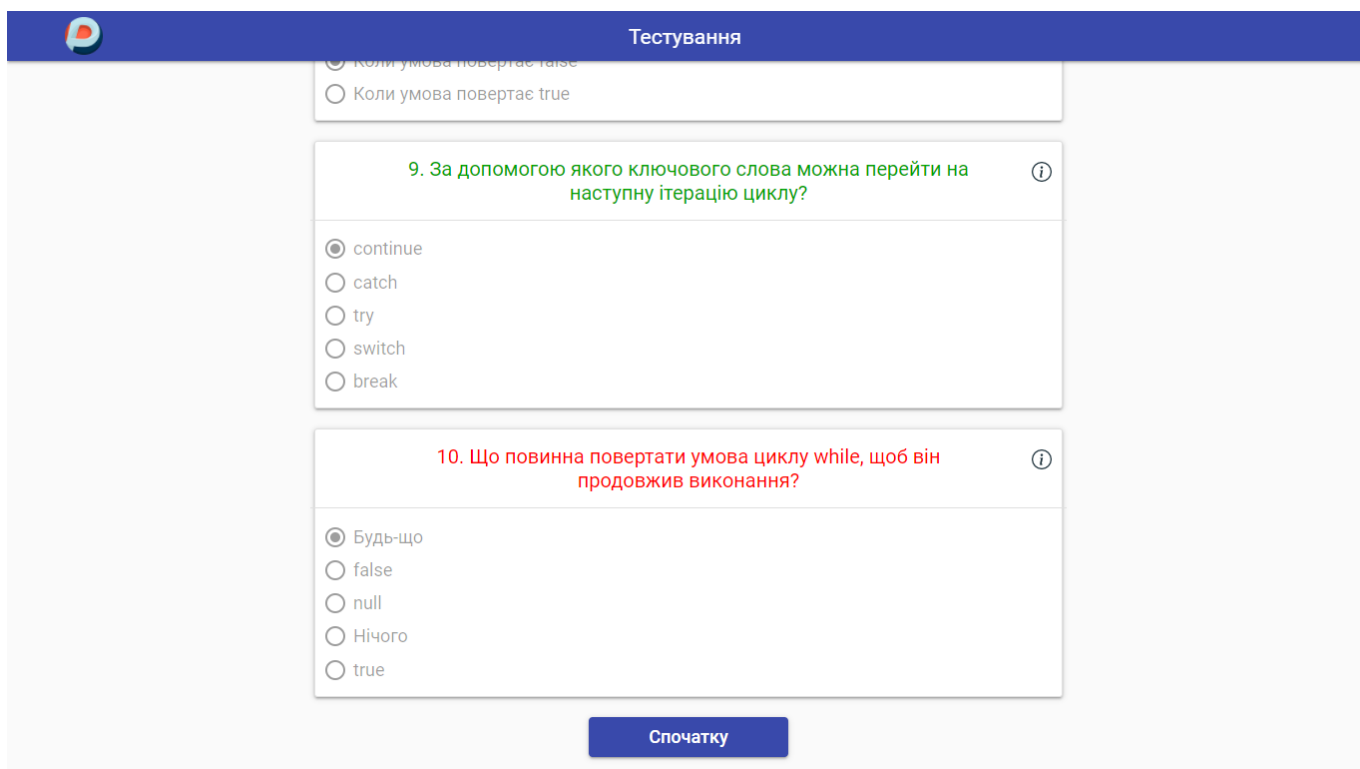 Тестування
Коли умова повертає false
Коли умова повертає true
9. За допомогою якого ключового слова можна перейти на
наступну ітерацію циклу?
continue
catch
try
switch
break
10. Що повинна повертати умова циклу while, щоб він
продовжив виконання?
Будь-що
false
null
Нічого
true
Спочатку